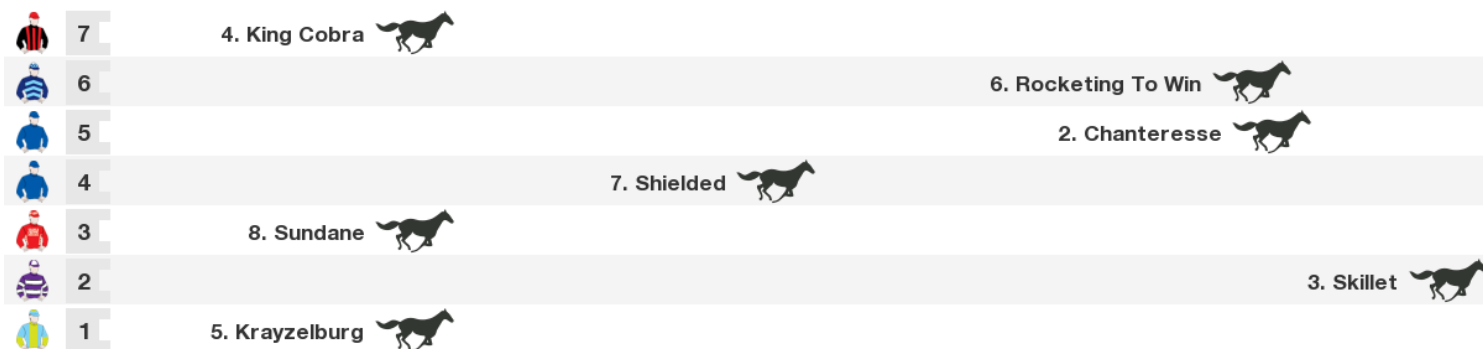 7 4. King Cobra
6 6. Rocketing To Win
5 2. Chanteresse
4 7. Shielded
3 8. Sundane
2 3. Skillet
1 5. Krayzelburg